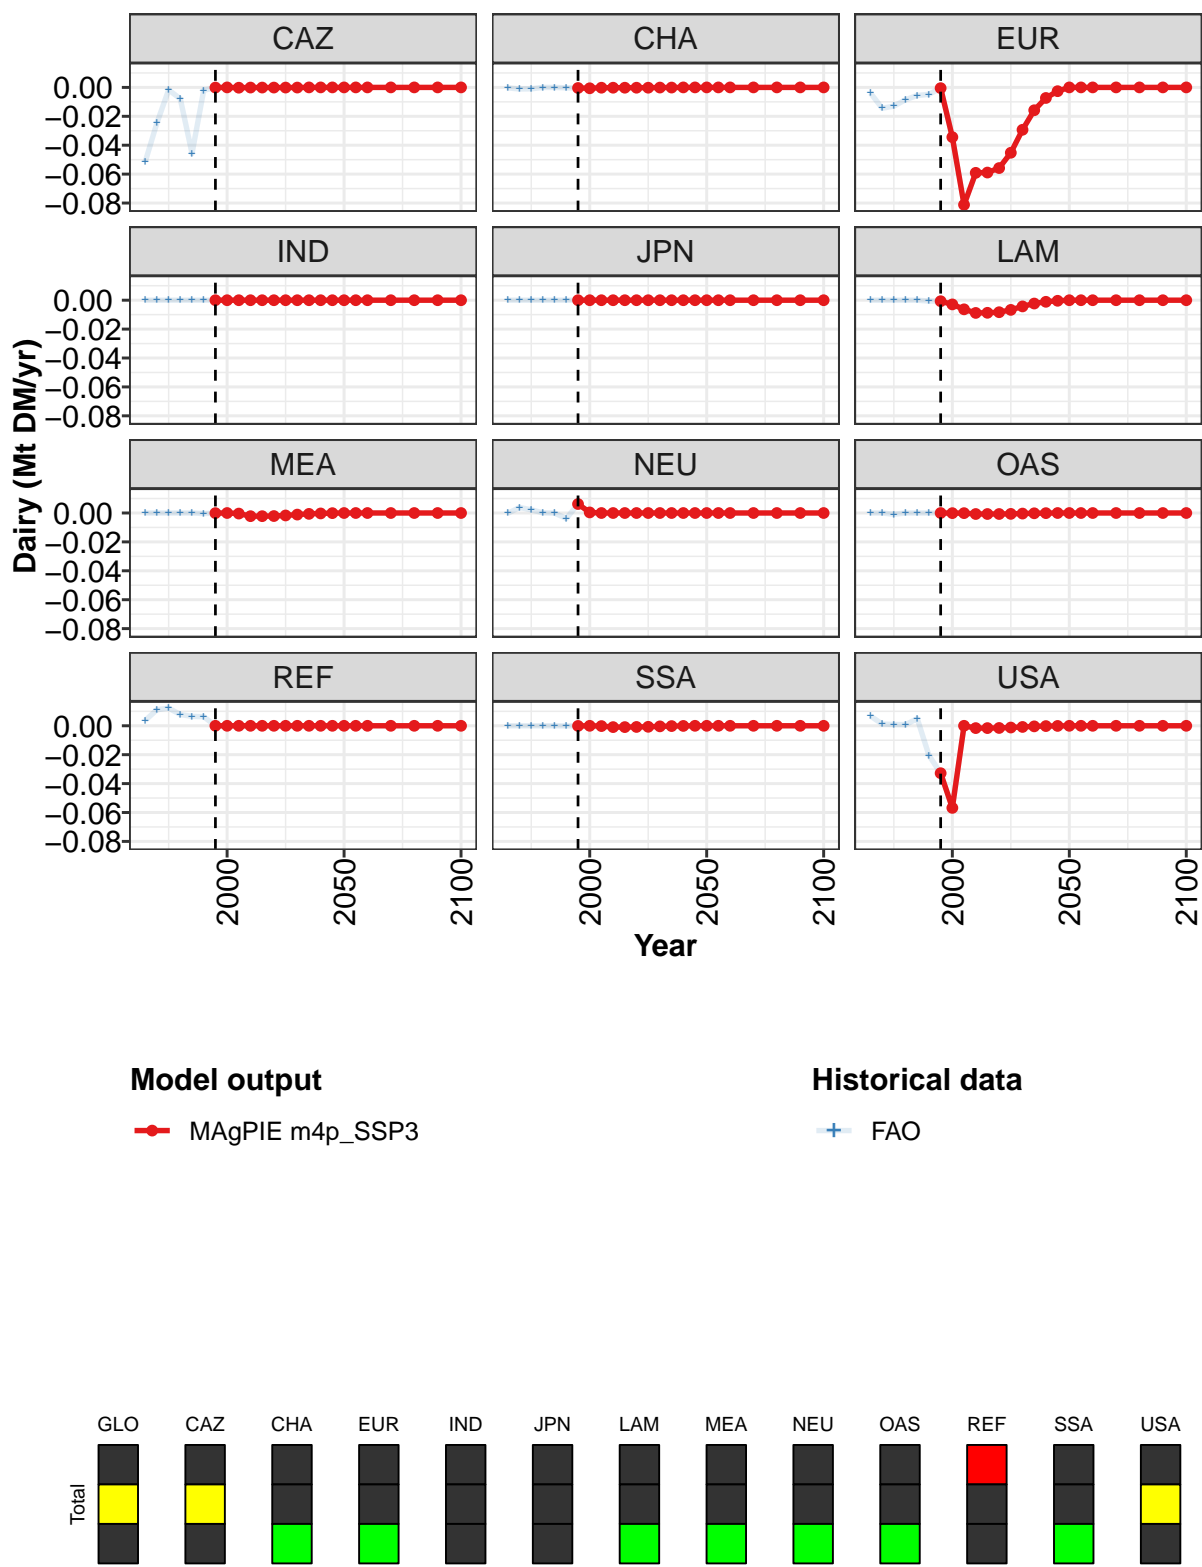 CAZ CHA EUR
0.00
−0.02
−0.04
−0.06
−0.08
IND JPN LAM
0.00
−0.02
−0.04
−0.06
−0.08
MEA NEU OAS
0.00
−0.02
−0.04
−0.06
−0.08
REF SSA USA
0.00
−0.02
−0.04
−0.06
−0.08
Dairy (Mt DM/yr)
2000 2050 2100 2000 2050 2100 2000 2050 2100
Year
Model output Historical data
MAgPIE m4p_SSP3 FAO
GLO CAZ CHA EUR IND JPN LAM MEA NEU OAS REF SSA USA
Total